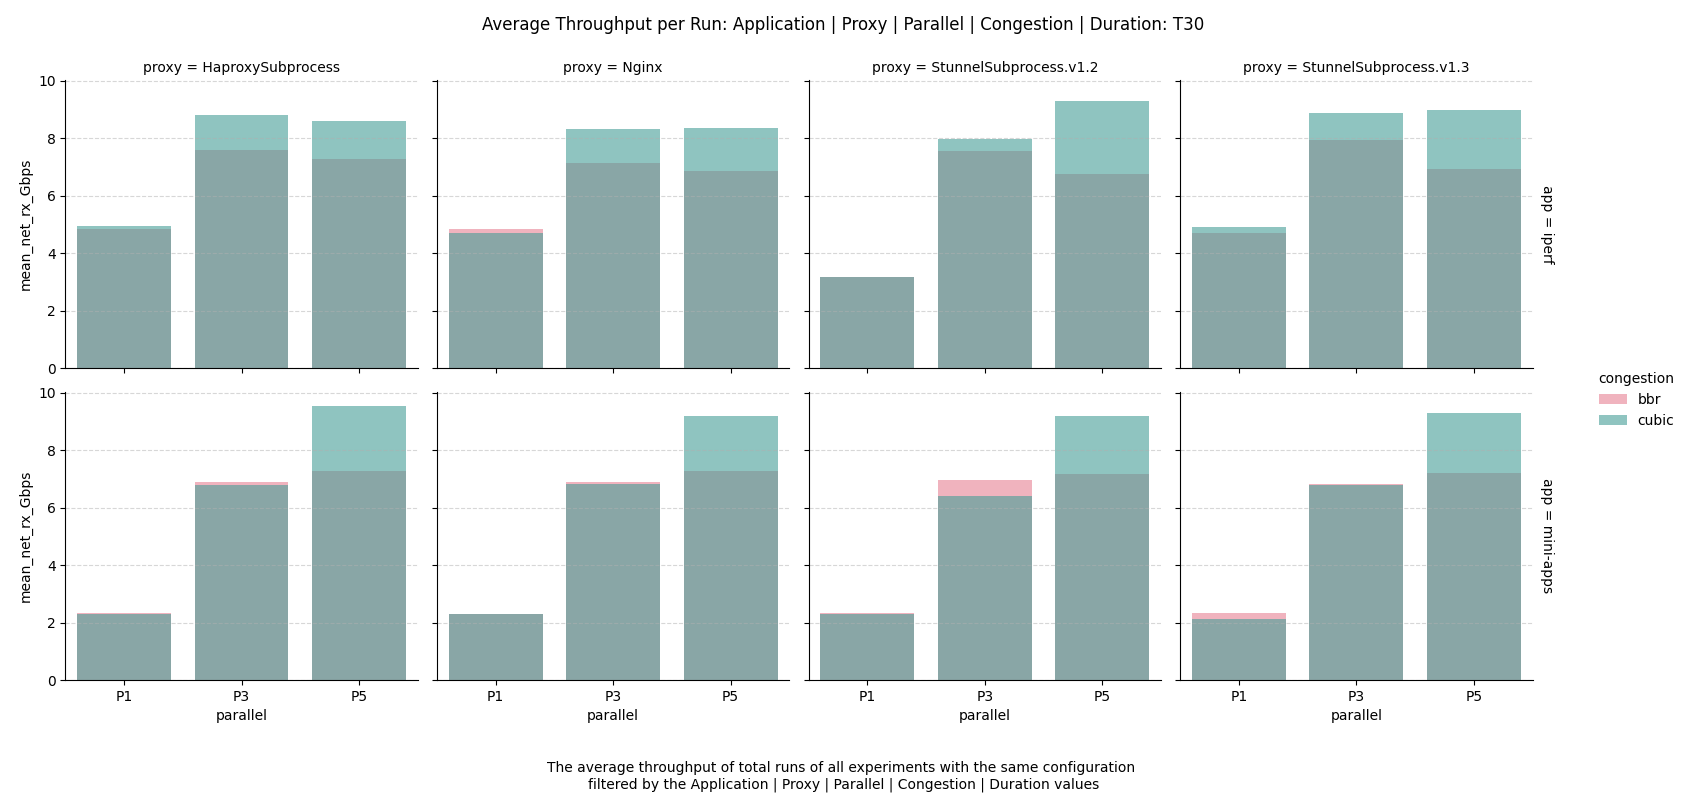 Average Throughput per Run: Application | Proxy | Parallel | Congestion | Duration: T30
proxy = HaproxySubprocess
proxy = Nginx
proxy = StunnelSubprocess.v1.2
proxy = StunnelSubprocess.v1.3
10
8
6
4
2
0
mean_net_rx_Gbps
app = iperf
10
8
6
4
2
0
mean_net_rx_Gbps
app = mini-apps
congestion
bbr
cubic
P1 P3 P5
P1 P3 P5
P1 P3 P5
P1 P3 P5
parallel
parallel
parallel
parallel
The average throughput of total runs of all experiments with the same configuration
filtered by the Application | Proxy | Parallel | Congestion | Duration values